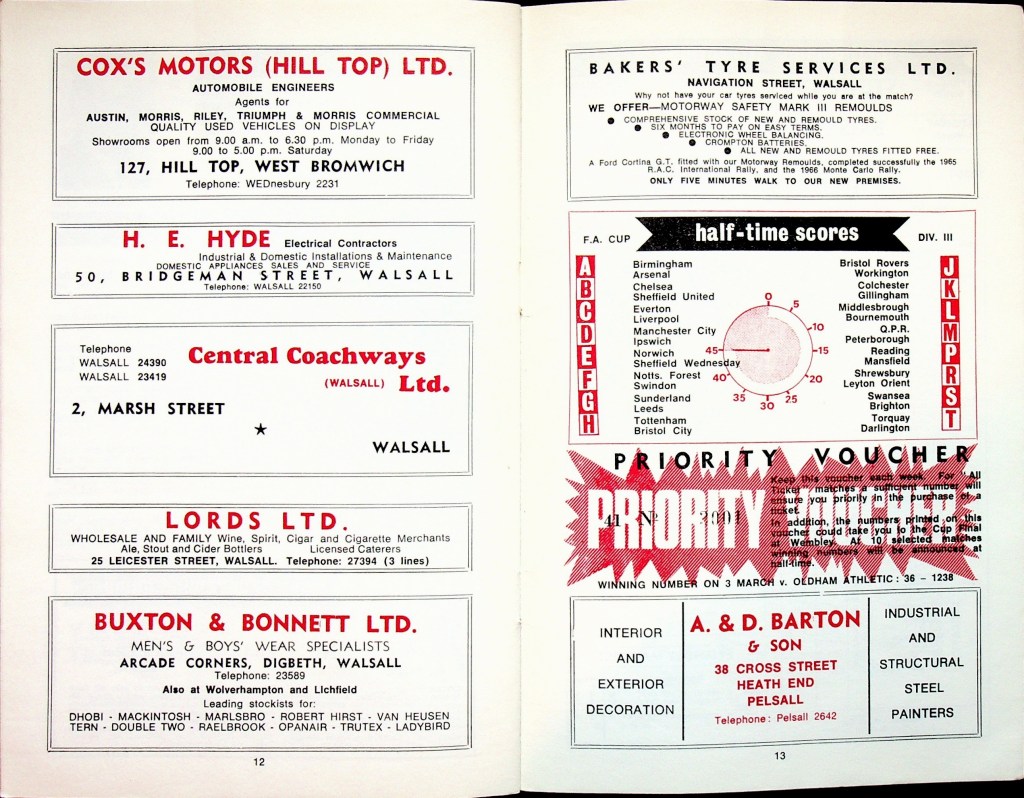 COX'S MOTORS (HILL TOP) LTD.
AUTOMOBILE ENGINEERS
Agents for
AUSTIN, MORRIS, RILEY, TRIUMPH & MORRIS COMMERCIAL
QUALITY USED VEHICLES ON DISPLAY
Showrooms open from 9.00 a.m. to 6.30 p.m. Monday to Friday
9.00 to 5.00 p.m. Saturday
127, HILL TOP, WEST BROMWICH
Telephone: WEDnesbury 2231
H. E. HYDE Electrical Contractors
Industrial & Domestic Installations & Maintenance
DOMESTIC APPLIANCES SALES AND SERVICE
50, BRIDGEMAN STREET, WALSALL
Telephone: WALSALL 22150
Telephone
WALSALL 24390
WALSALL 23419
Central Coachways
(WALSALL) Ltd.
2, MARSH STREET
★
WALSALL
LORDS LTD.
WHOLESALE AND FAMILY Wine, Spirit, Cigar and Cigarette Merchants
Ale, Stout and Cider Bottlers Licensed Caterers
25 LEICESTER STREET, WALSALL. Telephone: 27394 (3 lines)
BUXTON & BONNETT LTD.
MEN'S & BOYS' WEAR SPECIALISTS
ARCADE CORNERS, DIGBETH, WALSALL
Telephone: 23589
Also at Wolverhampton and Lichfield
Leading stockists for:
DHOBI - MACKINTOSH - MARLSBRO - ROBERT HIRST - VAN HEUSEN
TERN - DOUBLE TWO - RAELBROOK - OPANAIR - TRUTEX - LADYBIRD
12
BAKERS' TYRE SERVICES LTD.
NAVIGATION STREET, WALSALL
Why not have your car tyres serviced while you are at the match?
WE OFFER—MOTORWAY SAFETY MARK III REMOULDS
● COMPREHENSIVE STOCK OF NEW AND REMOULD TYRES.
● SIX MONTHS TO PAY ON EASY TERMS.
● ELECTRONIC WHEEL BALANCING.
● CROMPTON BATTERIES.
● ALL NEW AND REMOULD TYRES FITTED FREE.
A Ford Cortina G.T. fitted with our Motorway Remoulds, completed successfully the 1965
R.A.C. International Rally, and the 1966 Monte Carlo Rally.
ONLY FIVE MINUTES WALK TO OUR NEW PREMISES.
F.A. CUP half-time scores DIV. III
A Birmingham
Arsenal
B Chelsea
Sheffield United
C Everton
Liverpool
D Manchester City
Ipswich
E Norwich
Sheffield Wednesday
F Notts. Forest
Swindon
G Sunderland
Leeds
H Tottenham
Bristol City
0
5
10
15
20
25
30
35
40
45
Bristol Rovers J
Workington
Colchester K
Gillingham
Middlesbrough L
Bournemouth
Q.P.R. M
Peterborough
Reading P
Mansfield
Shrewsbury R
Leyton Orient
Swansea S
Brighton
Torquay T
Darlington
PRIORITY VOUCHER
PRIORITY VOUCHER
41 No 2901
Keep this voucher each week. For "All
Ticket" matches a sufficient number will
ensure you priority in the purchase of a
ticket.
In addition, the numbers printed on this
voucher could take you to the Cup Final
at Wembley. At 10 selected matches
winning numbers will be announced at
half-time.
WINNING NUMBER ON 3 MARCH v. OLDHAM ATHLETIC : 36 – 1238
INTERIOR
AND
EXTERIOR
DECORATION
A. & D. BARTON
& SON
38 CROSS STREET
HEATH END
PELSALL
Telephone: Pelsall 2642
INDUSTRIAL
AND
STRUCTURAL
STEEL
PAINTERS
13